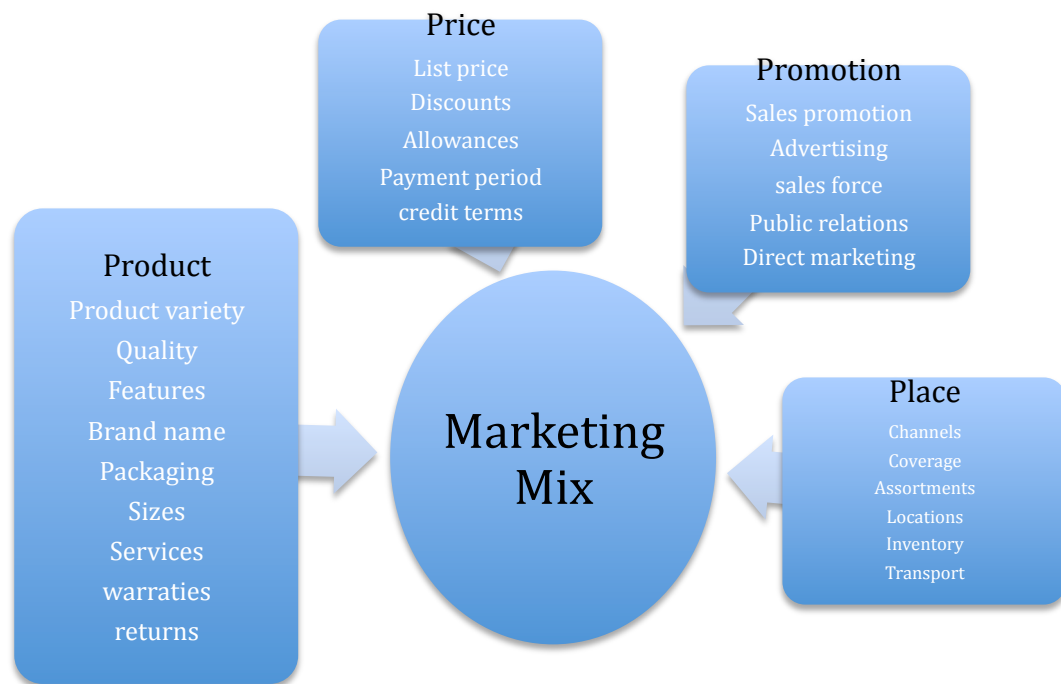 Price
List price
Discounts
Allowances
Payment period
credit terms
Promotion
Sales promotion
Advertising
sales force
Public relations
Direct marketing
Product
Product variety
Quality
Features
Brand name
Packaging
Sizes
Services
warraties
returns
Marketing
Mix
Place
Channels
Coverage
Assortments
Locations
Inventory
Transport